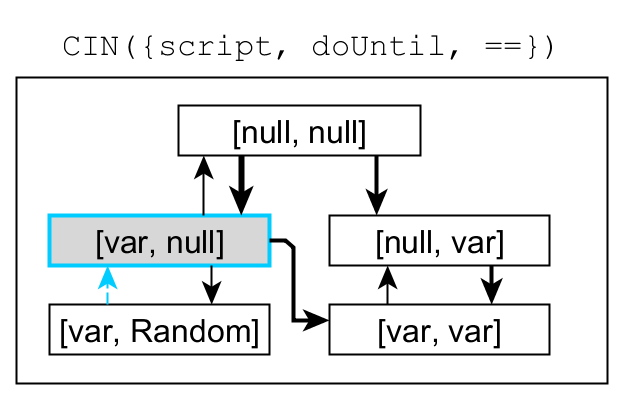 CIN({script, doUntil, ==})
[null, null]
[var, null]
[null, var]
[var, Random]
[var, var]